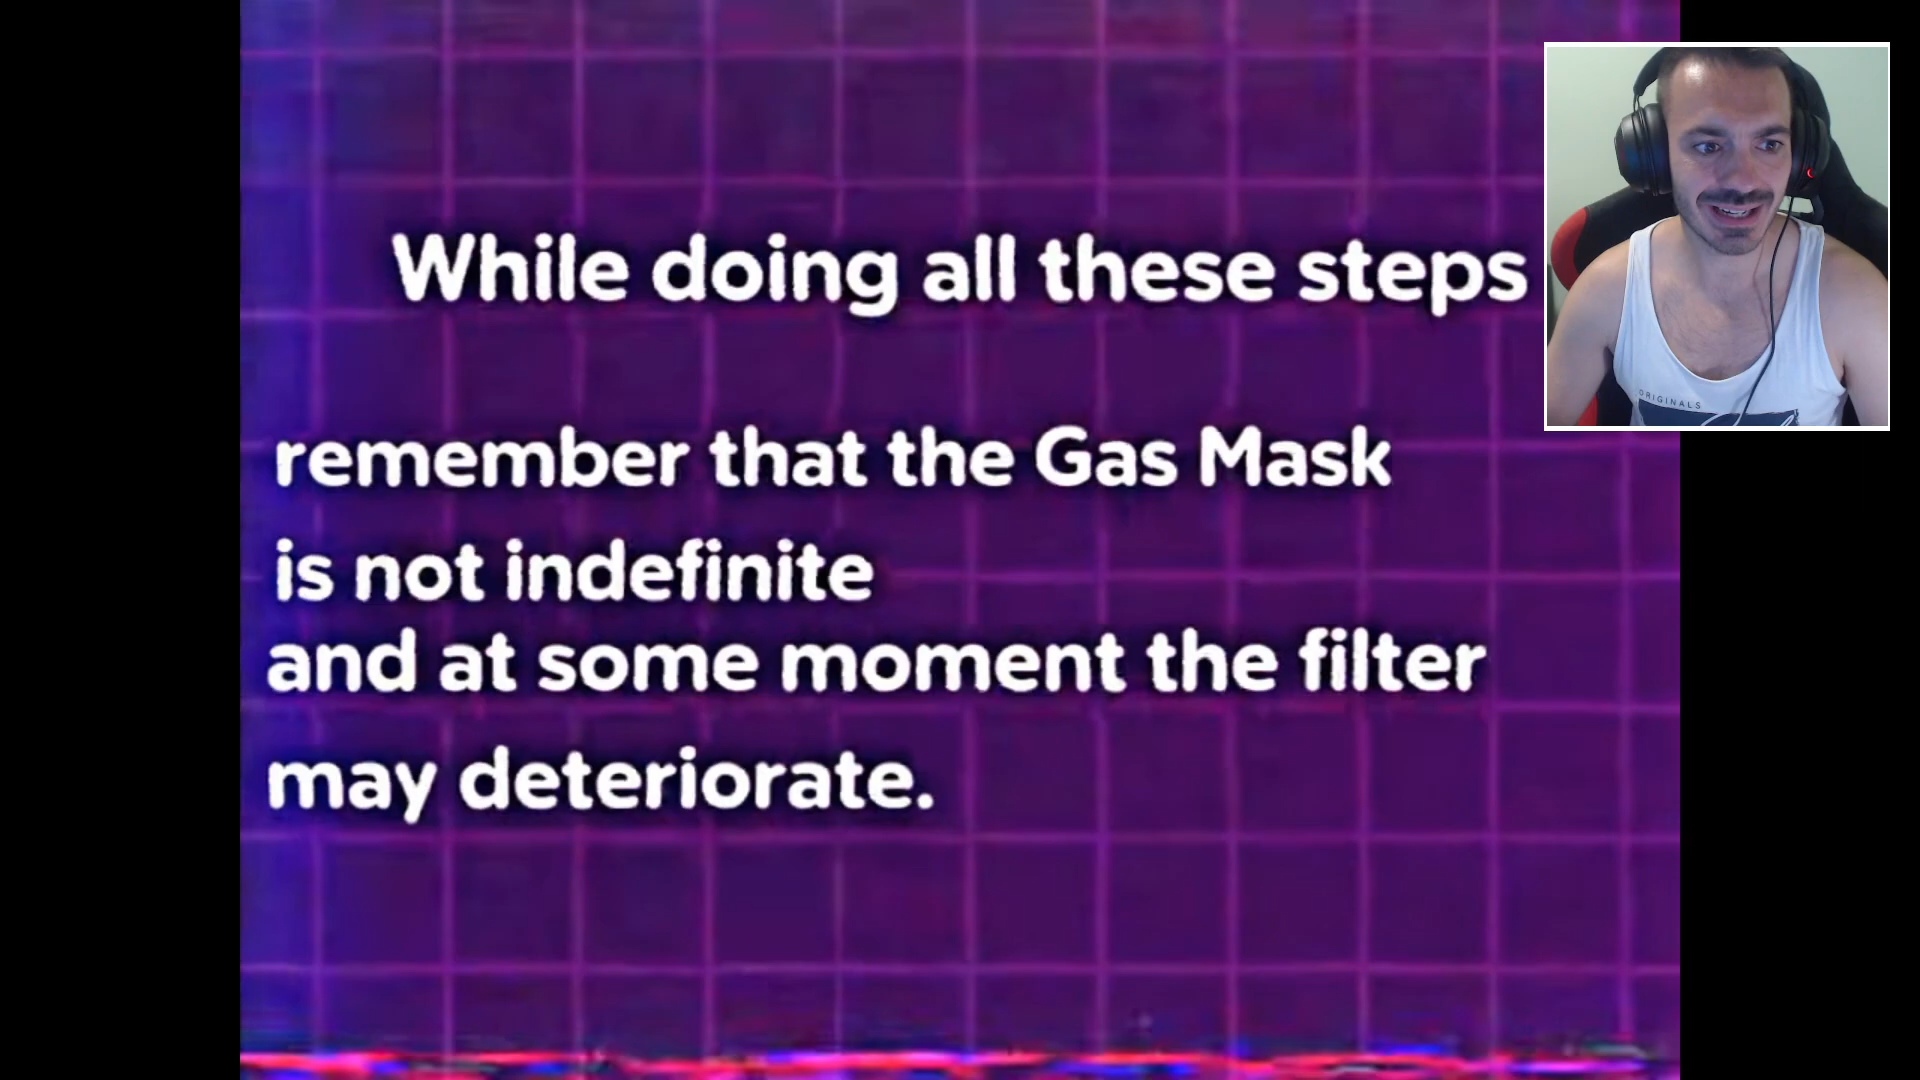 While doing all these steps
remember that the Gas Mask
is not indefinite
and at some moment the filter
may deteriorate.
ORIGINALS